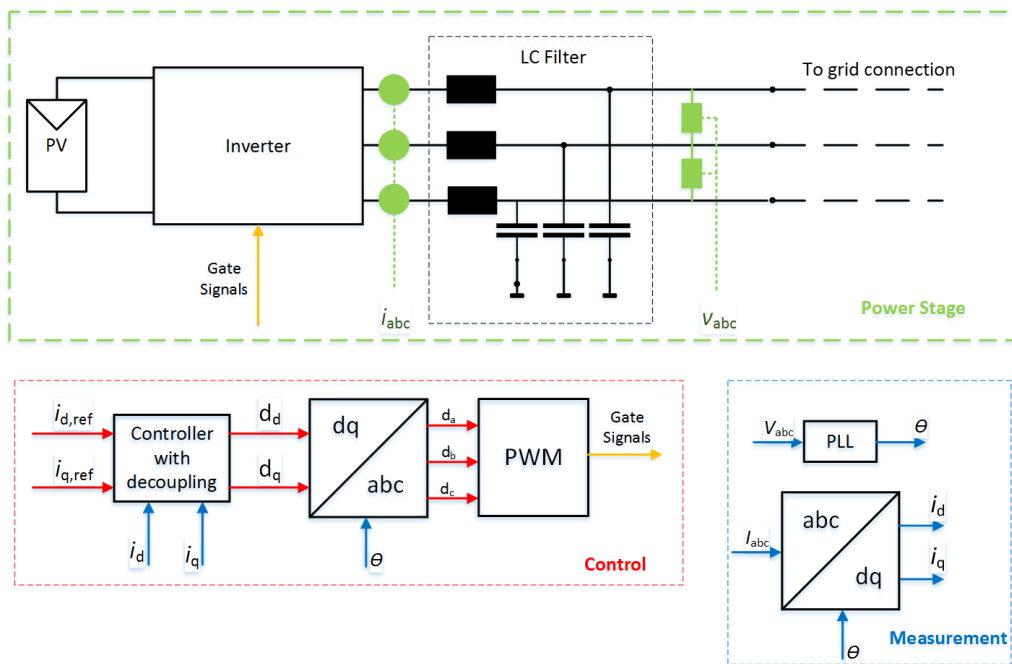 LC Filter
To grid connection
PV
Inverter
Gate
Signals
iabc
Vabc
Power Stage
id,ref
dd
dq
da
Gate
Signals
Controller
with
decoupling
db
PWM
iq,ref
dq
abc
dc
id
iq
θ
Control
Vabc
PLL
θ
abc
id
Iabc
iq
dq
θ
Measurement